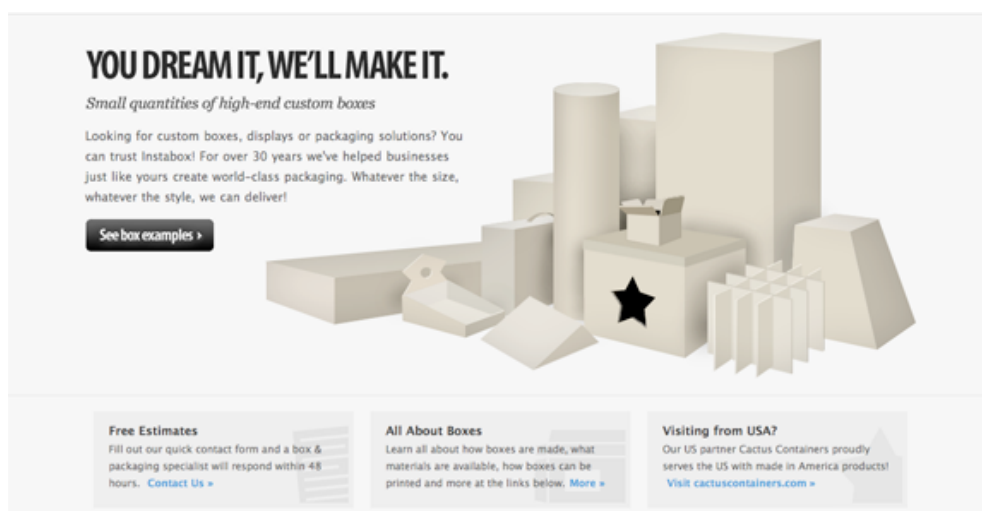 YOU DREAM IT, WE'LL MAKE IT.
Small quantities of high-end custom boxes
Looking for custom boxes, displays or packaging solutions? You
can trust Instabox! For over 30 years we've helped businesses
just like yours create world-class packaging. Whatever the size,
whatever the style, we can deliver!
See box examples ›
Free Estimates
Fill out our quick contact form and a box &
packaging specialist will respond within 48
hours. Contact Us »
All About Boxes
Learn all about how boxes are made, what
materials are available, how boxes can be
printed and more at the links below. More »
Visiting from USA?
Our US partner Cactus Containers proudly
serves the US with made in America products!
Visit cactuscontainers.com »